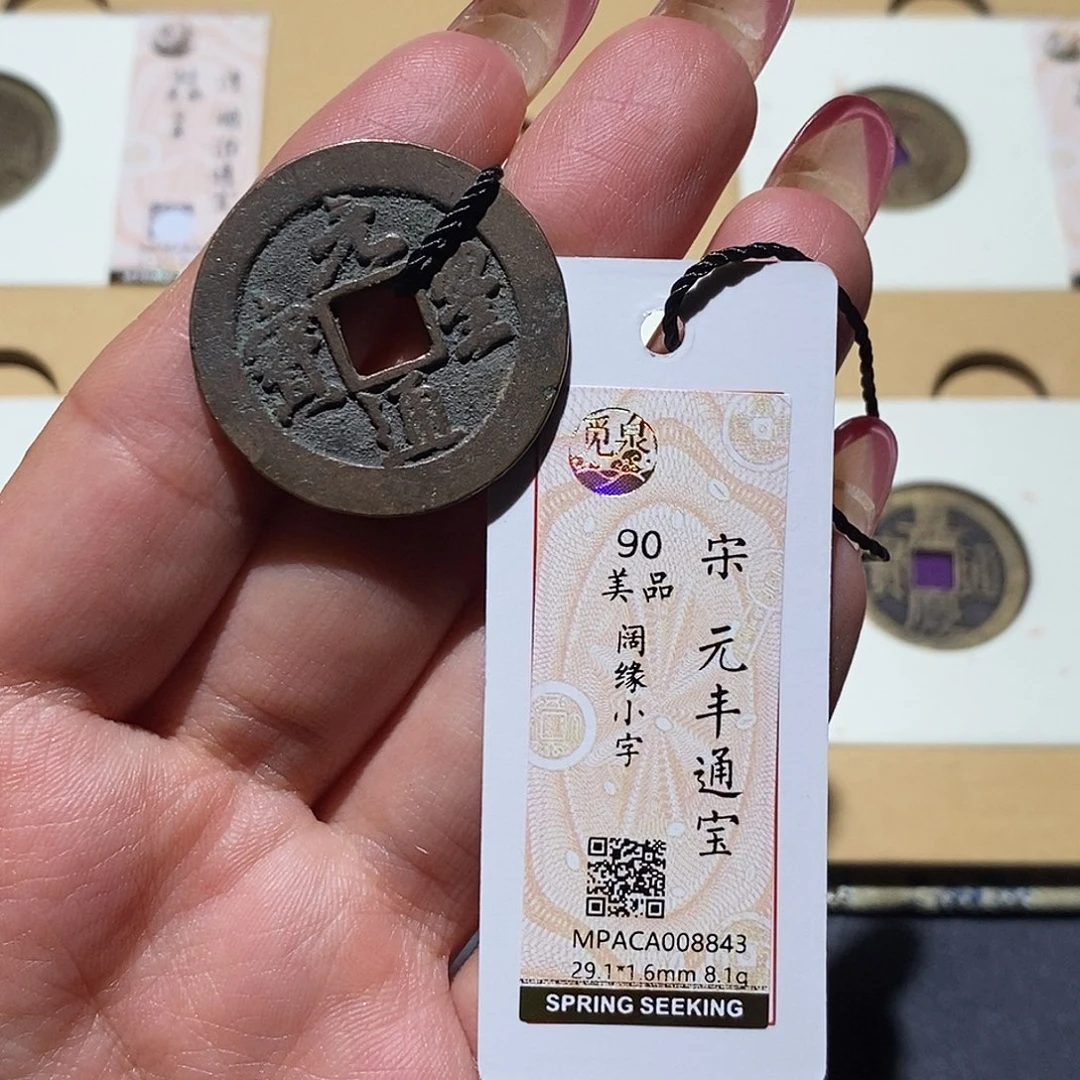 元豐通寶
覓泉
宋 元丰通宝
90
美品
阔缘小字
MPACA008843
29.1*1.6mm 8.1g
SPRING SEEKING